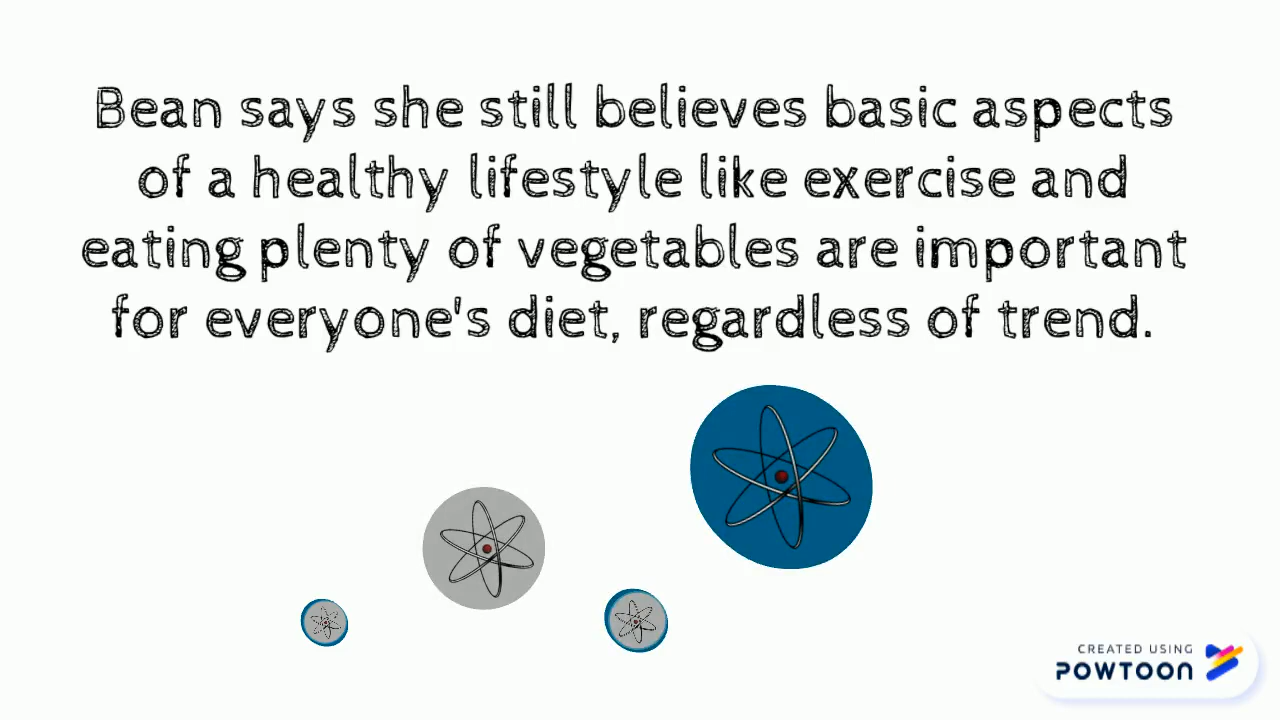 Bean says she still believes basic aspects
of a healthy lifestyle like exercise and
eating plenty of vegetables are important
for everyone's diet, regardless of trend.
CREATED USING
POWTOON